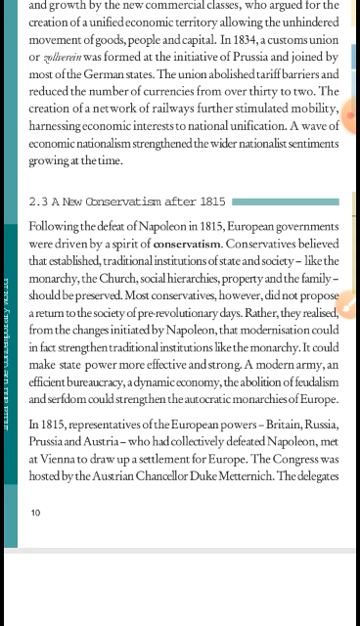 and growth by the new commercial classes, who argued for the
creation of a unified economic territory allowing the unhindered
movement of goods, people and capital. In 1834, a customs union
or zollverein was formed at the initiative of Prussia and joined by
most of the German states. The union abolished tariff barriers and
reduced the number of currencies from over thirty to two. The
creation of a network of railways further stimulated mobility,
harnessing economic interests to national unification. A wave of
economic nationalism strengthened the wider nationalist sentiments
growing at the time.
2.3 A New Conservatism after 1815
Following the defeat of Napoleon in 1815, European governments
were driven by a spirit of conservatism. Conservatives believed
that established, traditional institutions of state and society – like the
monarchy, the Church, social hierarchies, property and the family –
should be preserved. Most conservatives, however, did not propose
a return to the society of pre-revolutionary days. Rather, they realised,
from the changes initiated by Napoleon, that modernisation could
in fact strengthen traditional institutions like the monarchy. It could
make state power more effective and strong. A modern army, an
efficient bureaucracy, a dynamic economy, the abolition of feudalism
and serfdom could strengthen the autocratic monarchies of Europe.
In 1815, representatives of the European powers – Britain, Russia,
Prussia and Austria – who had collectively defeated Napoleon, met
at Vienna to draw up a settlement for Europe. The Congress was
hosted by the Austrian Chancellor Duke Metternich. The delegates
10